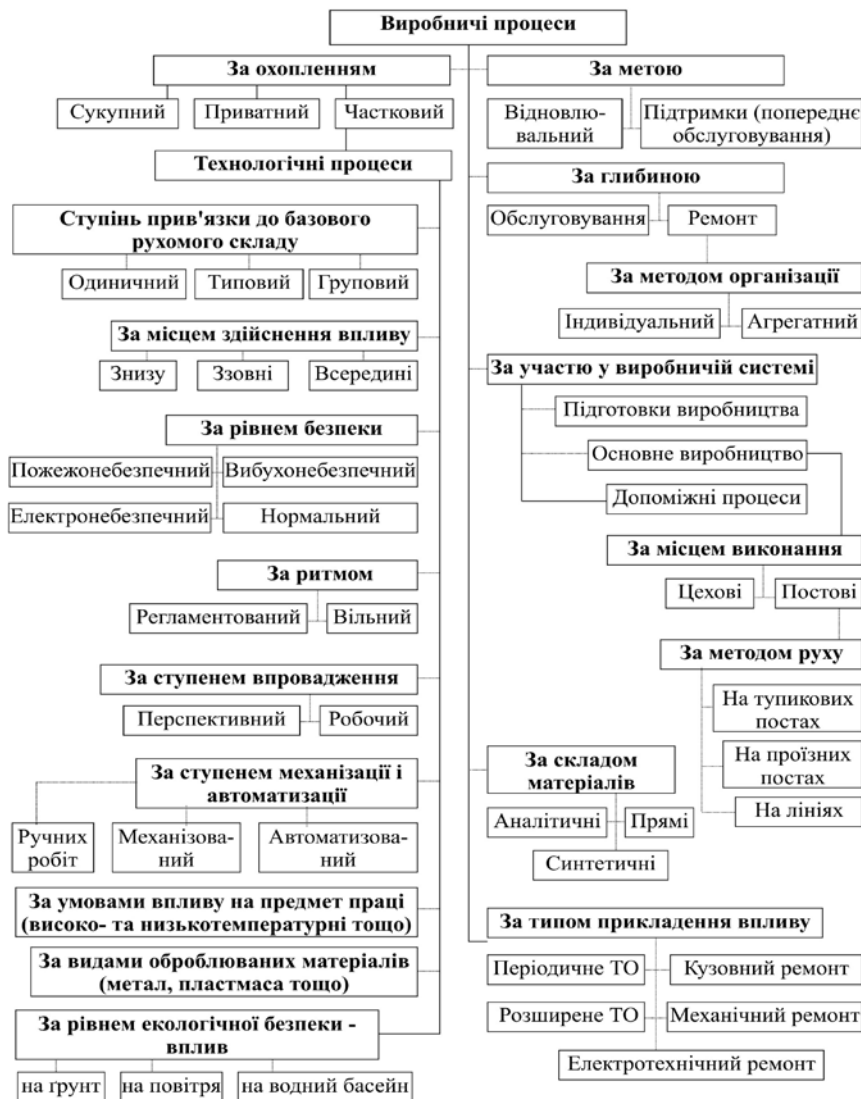 Виробничі процеси
За охопленням
Сукупний
Приватний
Частковий
Технологічні процеси
Ступінь прив'язки до базового
рухомого складу
Одиничний
Типовий
Груповий
За місцем здійснення впливу
Знизу
Ззовні
Всередині
За рівнем безпеки
Пожежонебезпечний
Вибухонебезпечний
Електронебезпечний
Нормальний
За ритмом
Регламентований
Вільний
За ступенем впровадження
Перспективний
Робочий
За ступенем механізації і
автоматизації
Ручних
робіт
Механізова-
ний
Автоматизова-
ний
За умовами впливу на предмет праці
(високо- та низькотемпературні тощо)
За видами оброблюваних матеріалів
(метал, пластмаса тощо)
За рівнем екологічної безпеки -
вплив
на ґрунт
на повітря
на водний басейн
За метою
Відновлю-
вальний
Підтримки (попереднє
обслуговування)
За глибиною
Обслуговування
Ремонт
За методом організації
Індивідуальний
Агрегатний
За участю у виробничій системі
Підготовки виробництва
Основне виробництво
Допоміжні процеси
За місцем виконання
Цехові
Постові
За методом руху
На тупикових
постах
На проїзних
постах
На лініях
За складом
матеріалів
Аналітичні
Прямі
Синтетичні
За типом прикладення впливу
Періодичне ТО
Кузовний ремонт
Розширене ТО
Механічний ремонт
Електротехнічний ремонт